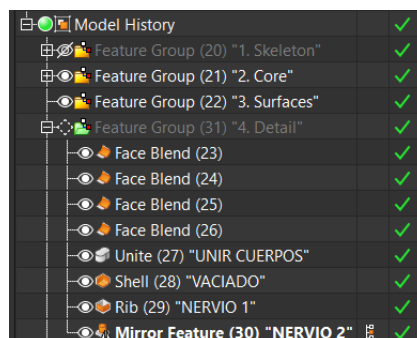 Model History
Feature Group (20) "1. Skeleton"
Feature Group (21) "2. Core"
Feature Group (22) "3. Surfaces"
Feature Group (31) "4. Detail"
Face Blend (23)
Face Blend (24)
Face Blend (25)
Face Blend (26)
Unite (27) "UNIR CUERPOS"
Shell (28) "VACIADO"
Rib (29) "NERVIO 1"
Mirror Feature (30) "NERVIO 2"